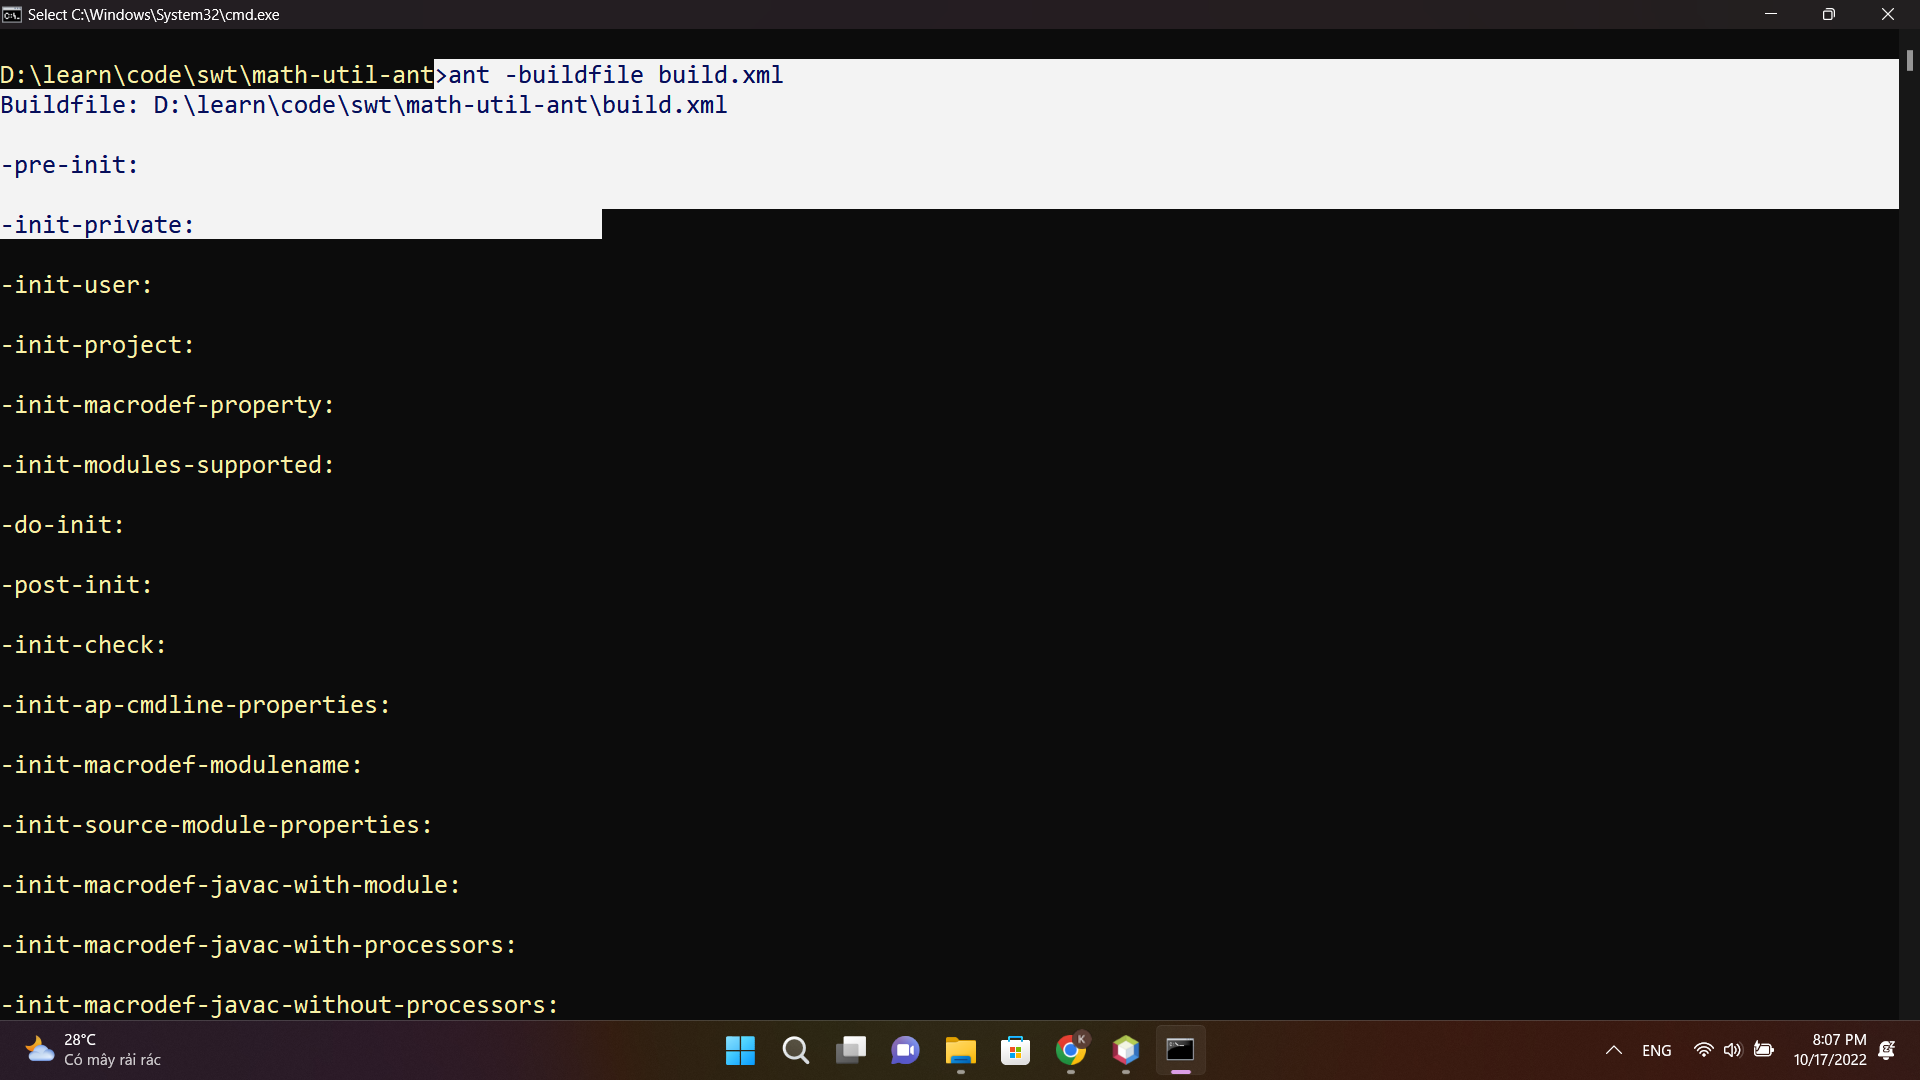 Select C:\Windows\System32\cmd.exe
D:\learn\code\swt\math-util-ant>ant -buildfile build.xml
Buildfile: D:\learn\code\swt\math-util-ant\build.xml
-pre-init:
-init-private:
-init-user:
-init-project:
-init-macrodef-property:
-init-modules-supported:
-do-init:
-post-init:
-init-check:
-init-ap-cmdline-properties:
-init-macrodef-modulename:
-init-source-module-properties:
-init-macrodef-javac-with-module:
-init-macrodef-javac-with-processors:
-init-macrodef-javac-without-processors:
28°C
Có mây rải rác
K
ENG
8:07 PM
10/17/2022